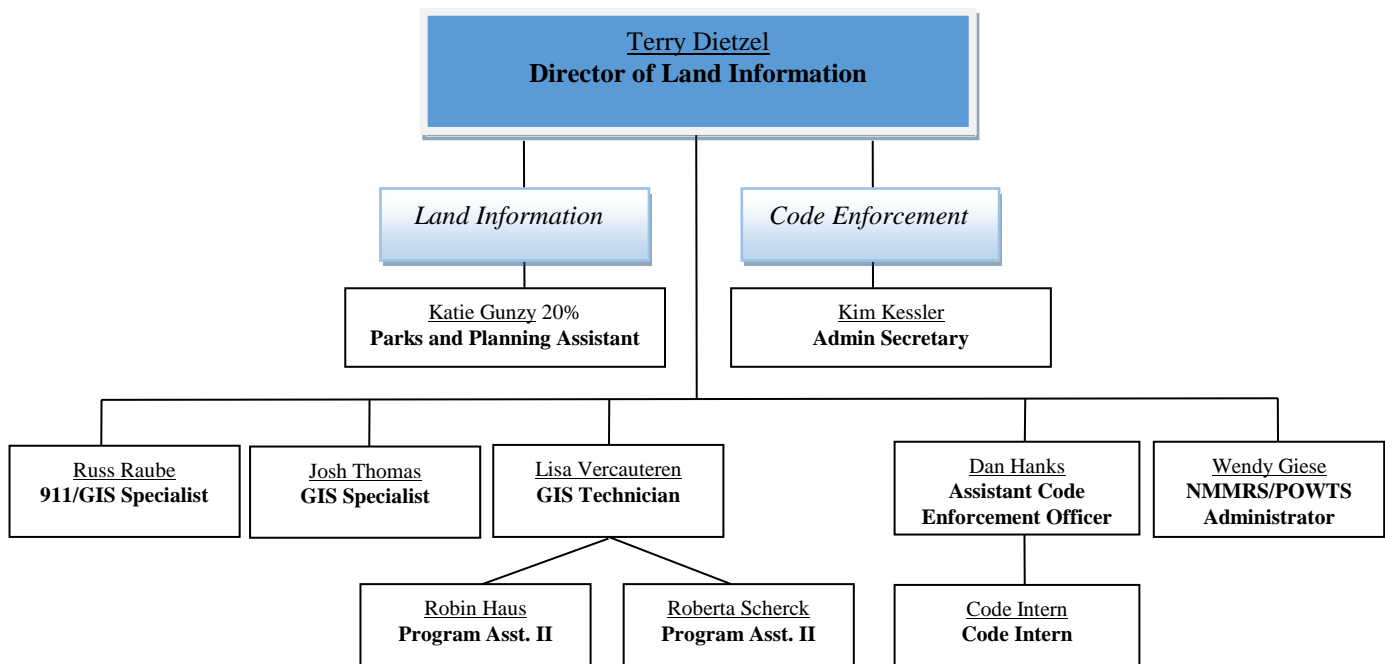 Terry Dietzel
Director of Land Information
Land Information
Code Enforcement
Katie Gunzy 20%
Parks and Planning Assistant
Kim Kessler
Admin Secretary
Russ Raube
911/GIS Specialist
Josh Thomas
GIS Specialist
Lisa Vercauteren
GIS Technician
Dan Hanks
Assistant Code
Enforcement Officer
Wendy Giese
NMMRS/POWTS
Administrator
Robin Haus
Program Asst. II
Roberta Scherck
Program Asst. II
Code Intern
Code Intern